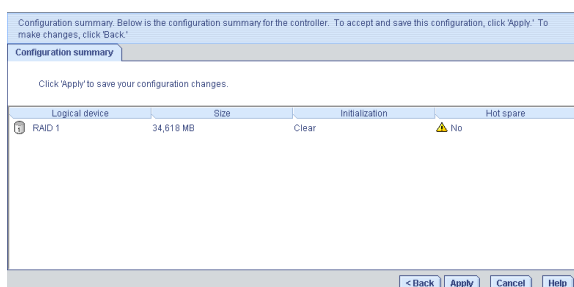 Configuration summary. Below is the configuration summary for the controller. To accept and save this configuration, click 'Apply.' To
make changes, click 'Back.'
Configuration summary
Click 'Apply' to save your configuration changes.
Logical device Size Initialization Hot spare
RAID 1 34,618 MB Clear No
< Back Apply Cancel Help